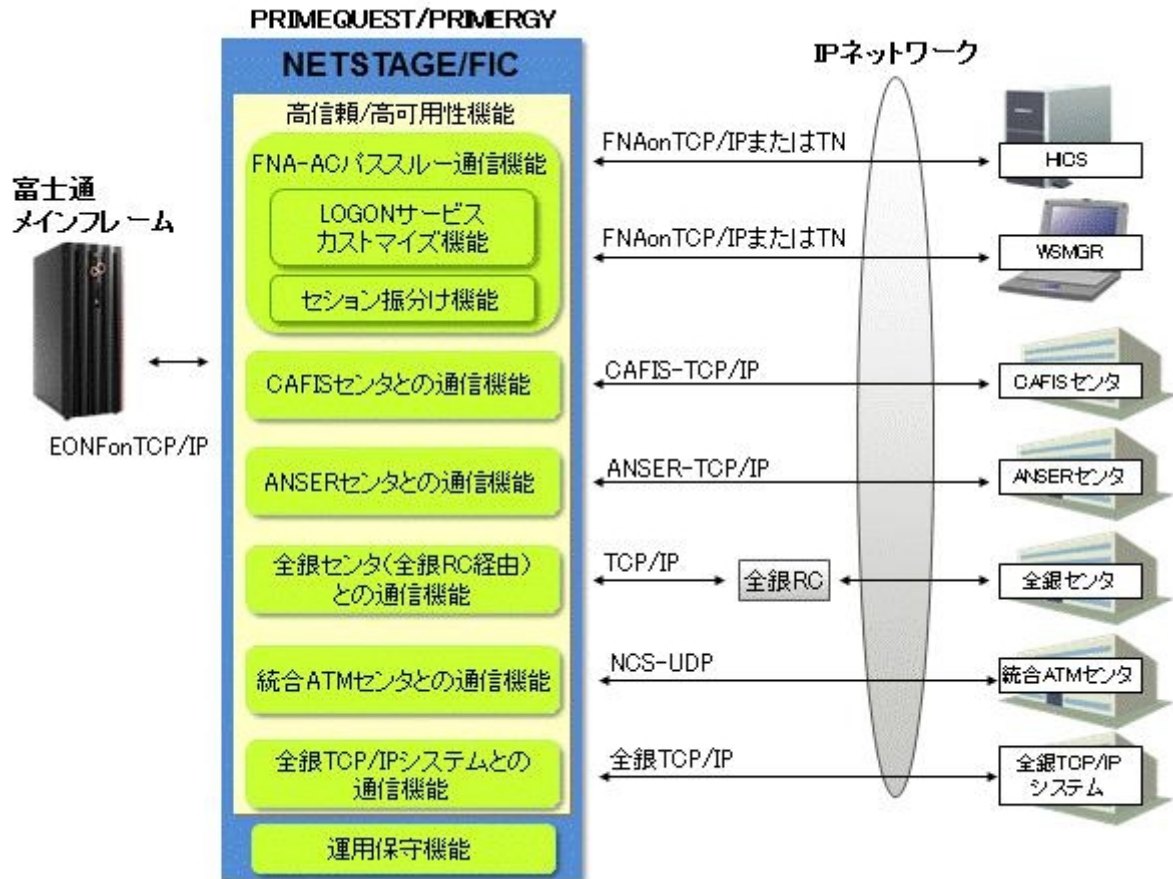 PRIMEQUEST/PRIMERGY
NETSTAGE/FIC
高信頼/高可用性機能
FNA-ACパススルー通信機能
LOGONサービス
カストマイズ機能
セション振分け機能
CAFISセンタとの通信機能
ANSERセンタとの通信機能
全銀センタ(全銀RC経由)
との通信機能
統合ATMセンタとの通信機能
全銀TCP/IPシステムとの
通信機能
運用保守機能
富士通
メインフレーム
EONFonTCP/IP
IPネットワーク
FNAonTCP/IPまたはTN
HICS
FNAonTCP/IPまたはTN
WSMGR
CAFIS-TCP/IP
CAFISセンタ
ANSER-TCP/IP
ANSERセンタ
TCP/IP
全銀RC
全銀センタ
NCS-UDP
統合ATMセンタ
全銀TCP/IP
全銀TCP/IP
システム